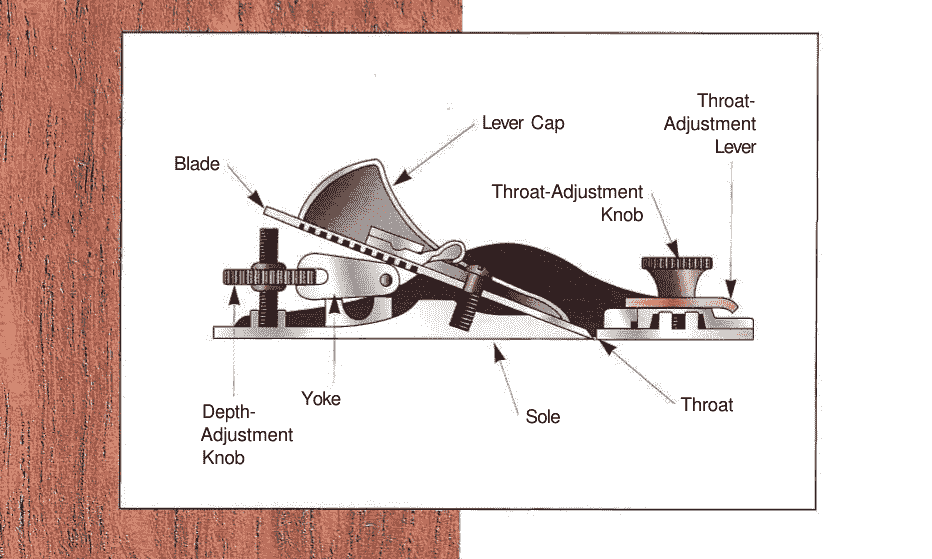 Throat-
Adjustment
Lever
Lever Cap
Blade
Throat-Adjustment
Knob
Yoke
Depth-
Adjustment
Knob
Sole
Throat